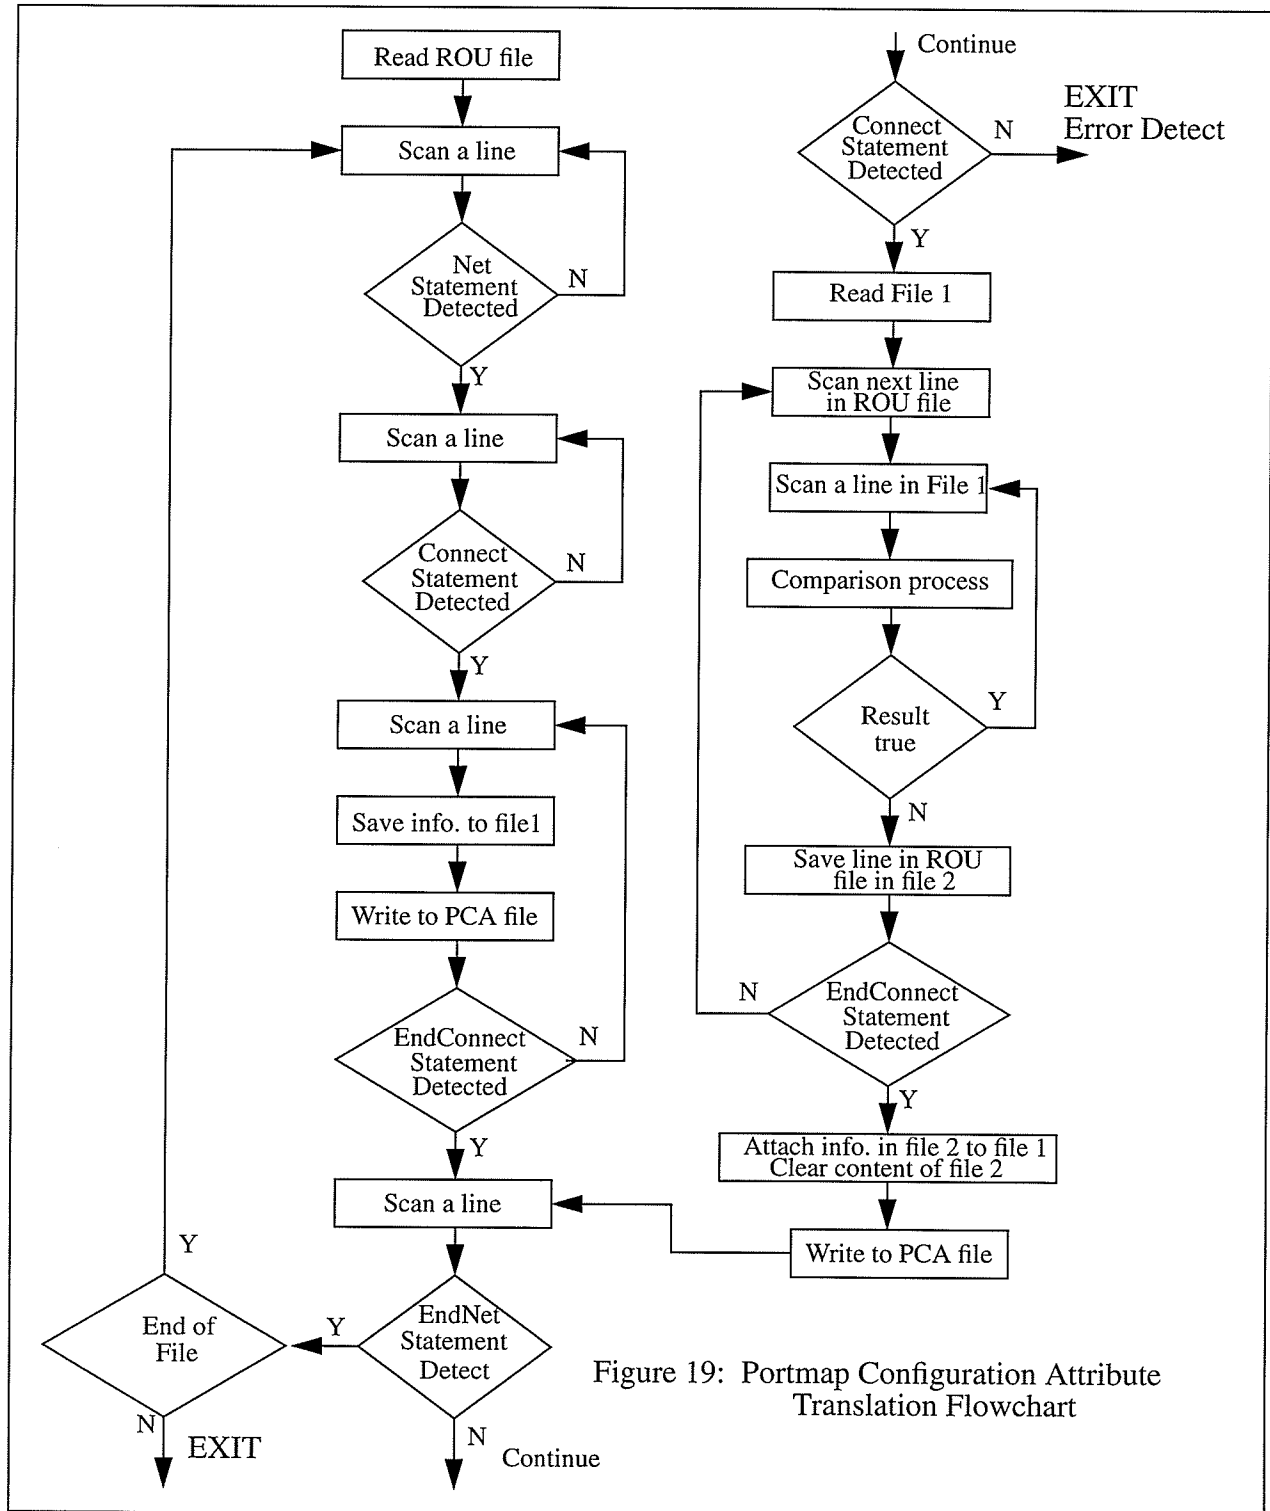 Read ROU file
Scan a line
Net
Statement
Detected
N
Y
Scan a line
Connect
Statement
Detected
N
Y
Scan a line
Save info. to file1
Write to PCA file
EndConnect
Statement
Detected
N
Y
Scan a line
EndNet
Statement
Detect
Y
N
Continue
Y
End of
File
N
EXIT
Continue
Connect
Statement
Detected
N
EXIT
Error Detect
Y
Read File 1
Scan next line
in ROU file
Scan a line in File 1
Comparison process
Result
true
Y
N
Save line in ROU
file in file 2
EndConnect
Statement
Detected
N
Y
Attach info. in file 2 to file 1
Clear content of file 2
Write to PCA file
Figure 19: Portmap Configuration Attribute
Translation Flowchart